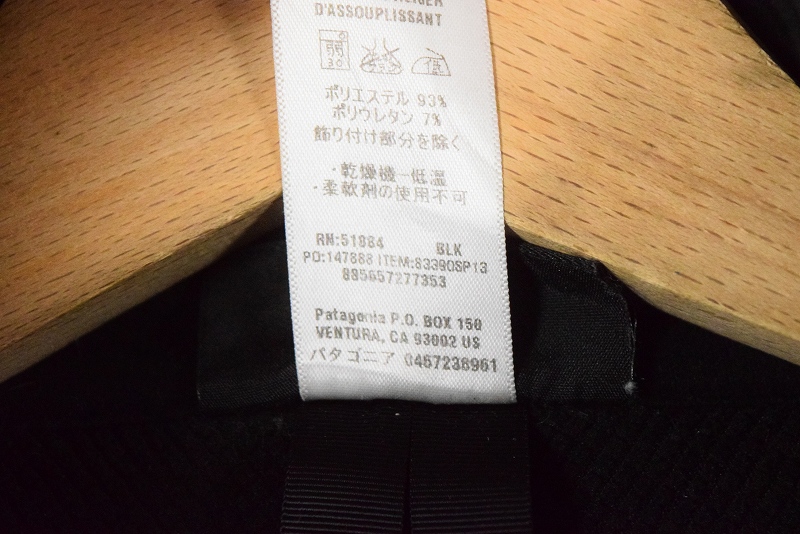 D'ASSOUPLISSANT
弱
30
低
ポリエステル 93%
ポリウレタン 7%
飾り付け部分を除く
・乾燥機－低温
・柔軟剤の使用不可
RN:51884 BLK
PO:147888 ITEM:83390SP13
885657277353
Patagonia P.O. BOX 150
VENTURA, CA 93002 US
パタゴニア 0467238961